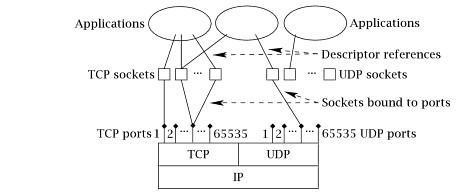 Applications Applications
Descriptor references
TCP sockets ... ... UDP sockets
Sockets bound to ports
TCP ports 1 2 ... ... 65535 1 2 ... ... 65535 UDP ports
TCP UDP
IP